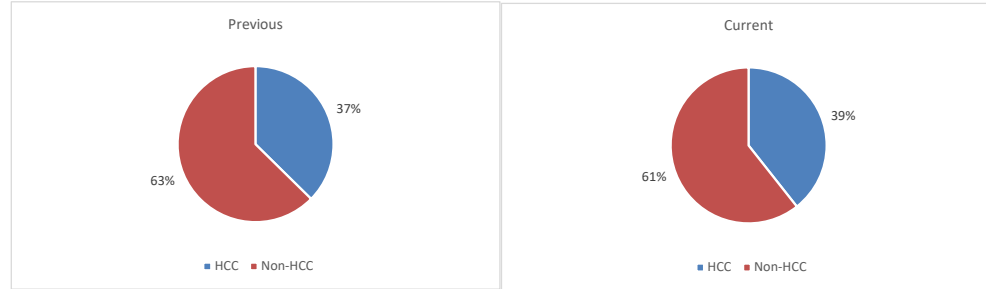 Previous
37%
63%
HCC Non-HCC
Current
39%
61%
HCC Non-HCC